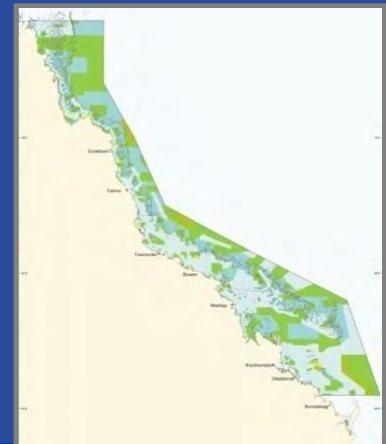 Cooktown
Cairns
Townsville
Bowen
Mackay
Rockhampton
Gladstone
Bundaberg